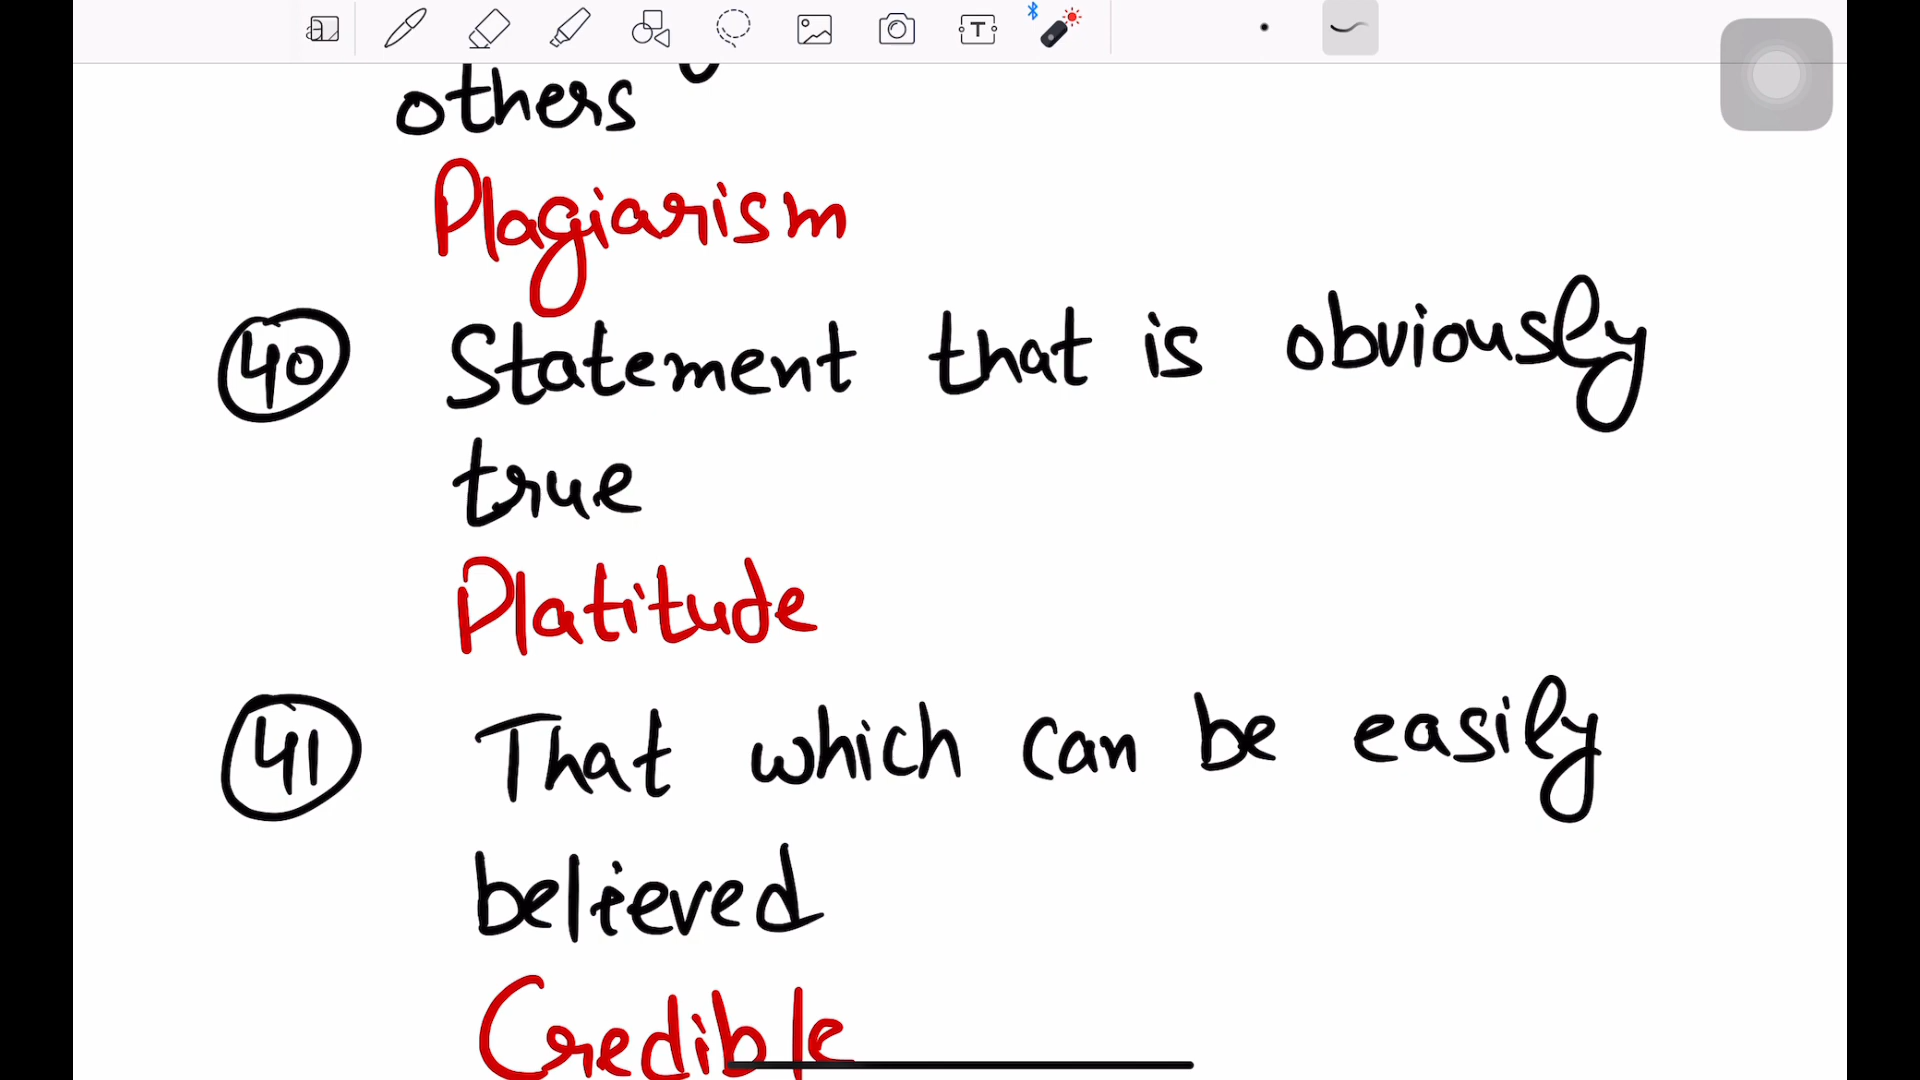 others
Plagiarism
40 Statement that is obviously
true
Platitude
41 That which can be easily
believed
Credible